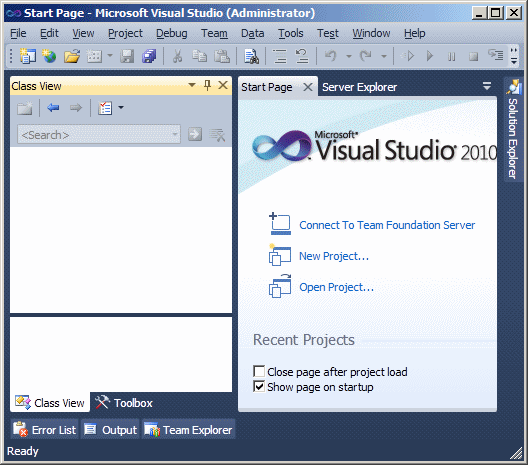 Start Page - Microsoft Visual Studio (Administrator)
File Edit View Project Debug Team Data Tools Test Window Help
Class View
<Search>
Class View Toolbox
Start Page Server Explorer
Microsoft®
Visual Studio® 2010
Connect To Team Foundation Server
New Project...
Open Project...
Recent Projects
Close page after project load
Show page on startup
Solution Explorer
Error List Output Team Explorer
Ready